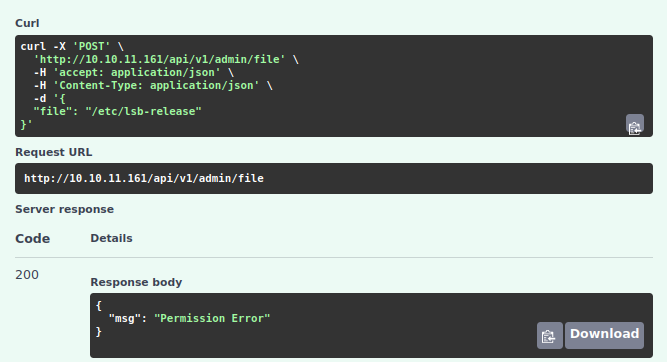 Curl
curl -X 'POST' \
'http://10.10.11.161/api/v1/admin/file' \
-H 'accept: application/json' \
-H 'Content-Type: application/json' \
-d '{
"file": "/etc/lsb-release"
}'
Request URL
http://10.10.11.161/api/v1/admin/file
Server response
Code Details
200
Response body
{
"msg": "Permission Error"
}
Download